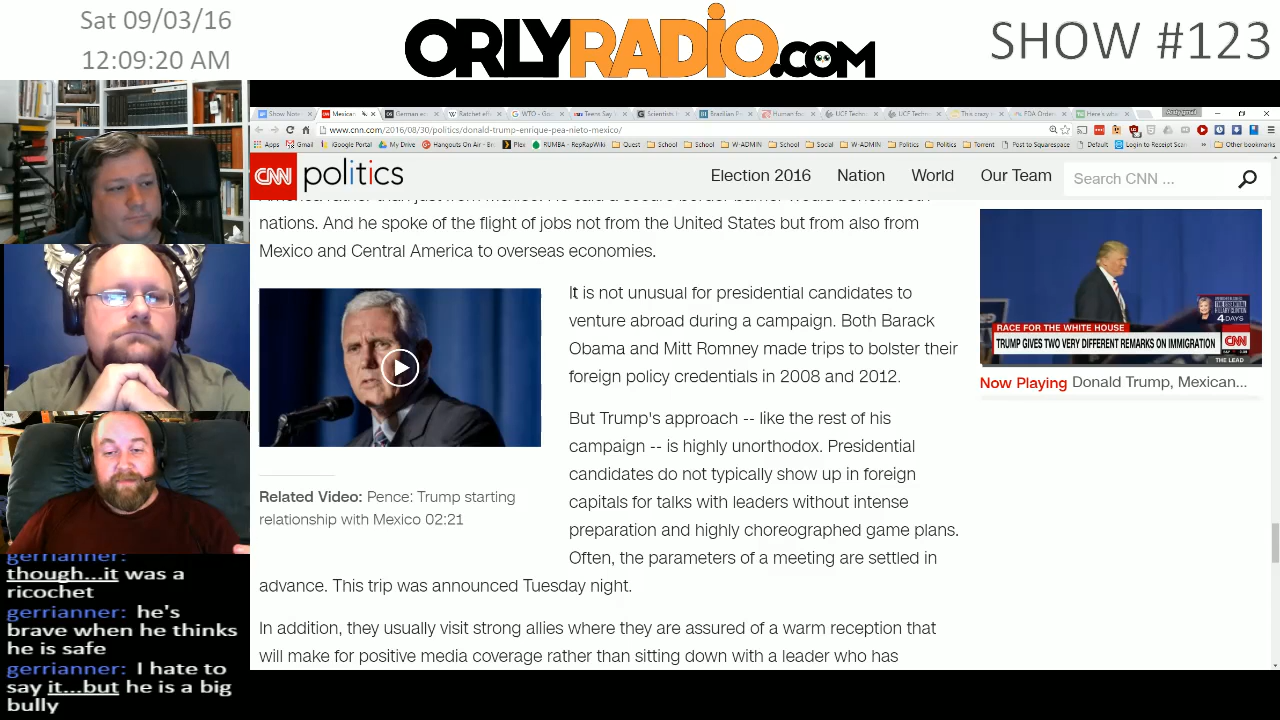 Sat 09/03/16
12:09:20 AM
ORLYRADIO.COM
SHOW #123
www.cnn.com/2016/08/30/politics/donald-trump-enrique-pea-nieto-mexico/
CNN politics
Election 2016 Nation World Our Team Search CNN ...
nations. And he spoke of the flight of jobs not from the United States but from also from
Mexico and Central America to overseas economies.
It is not unusual for presidential candidates to
venture abroad during a campaign. Both Barack
Obama and Mitt Romney made trips to bolster their
foreign policy credentials in 2008 and 2012.
But Trump's approach -- like the rest of his
campaign -- is highly unorthodox. Presidential
candidates do not typically show up in foreign
capitals for talks with leaders without intense
preparation and highly choreographed game plans.
Often, the parameters of a meeting are settled in
advance. This trip was announced Tuesday night.
In addition, they usually visit strong allies where they are assured of a warm reception that
will make for positive media coverage rather than sitting down with a leader who has
Related Video: Pence: Trump starting
relationship with Mexico 02:21
4 DAYS
RACE FOR THE WHITE HOUSE
TRUMP GIVES TWO VERY DIFFERENT REMARKS ON IMMIGRATION
CNN
THE LEAD
Now Playing Donald Trump, Mexican...
gerrianner:
though...it was a
ricochet
gerrianner: he's
brave when he thinks
he is safe
gerrianner: I hate to
say it...but he is a big
bully